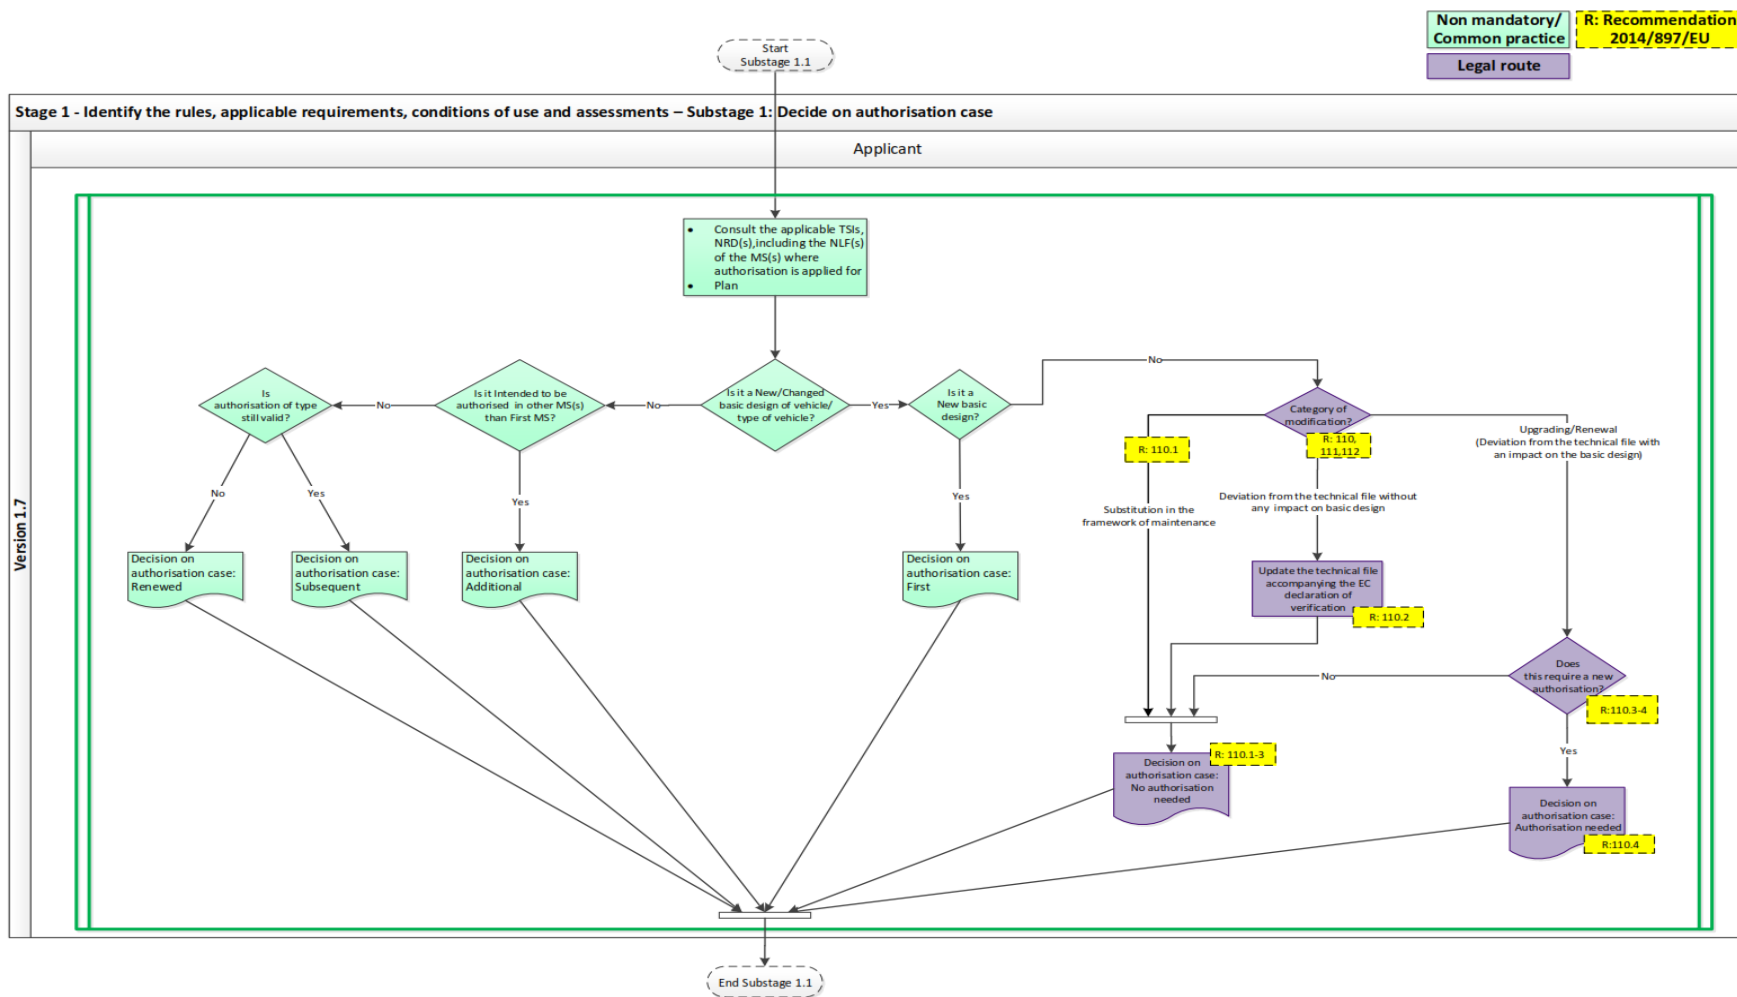 Non mandatory/
Common practice
R: Recommendation
2014/897/EU
Legal route
Start
Substage 1.1
Stage 1 - Identify the rules, applicable requirements, conditions of use and assessments – Substage 1: Decide on authorisation case
Version 1.7
Applicant
• Consult the applicable TSIs,
NRD(s),including the NLF(s)
of the MS(s) where
authorisation is applied for
• Plan
Is
authorisation of type
still valid?
No
Is it Intended to be
authorised in other MS(s)
than First MS?
No
Is it a New/Changed
basic design of vehicle/
type of vehicle?
Yes
Is it a
New basic
design?
No
Category of
modification?
R: 110,
111,112
R: 110.1
Upgrading/Renewal
(Deviation from the technical file with
an impact on the basic design)
No
Yes
Yes
Yes
Substitution in the
framework of maintenance
Deviation from the technical file without
any impact on basic design
Decision on
authorisation case:
Renewed
Decision on
authorisation case:
Subsequent
Decision on
authorisation case:
Additional
Decision on
authorisation case:
First
Update the technical file
accompanying the EC
declaration of
verification
R: 110.2
No
Does
this require a new
authorisation?
R:110.3-4
Yes
Decision on
authorisation case:
No authorisation
needed
R: 110.1-3
Decision on
authorisation case:
Authorisation needed
R:110.4
End Substage 1.1